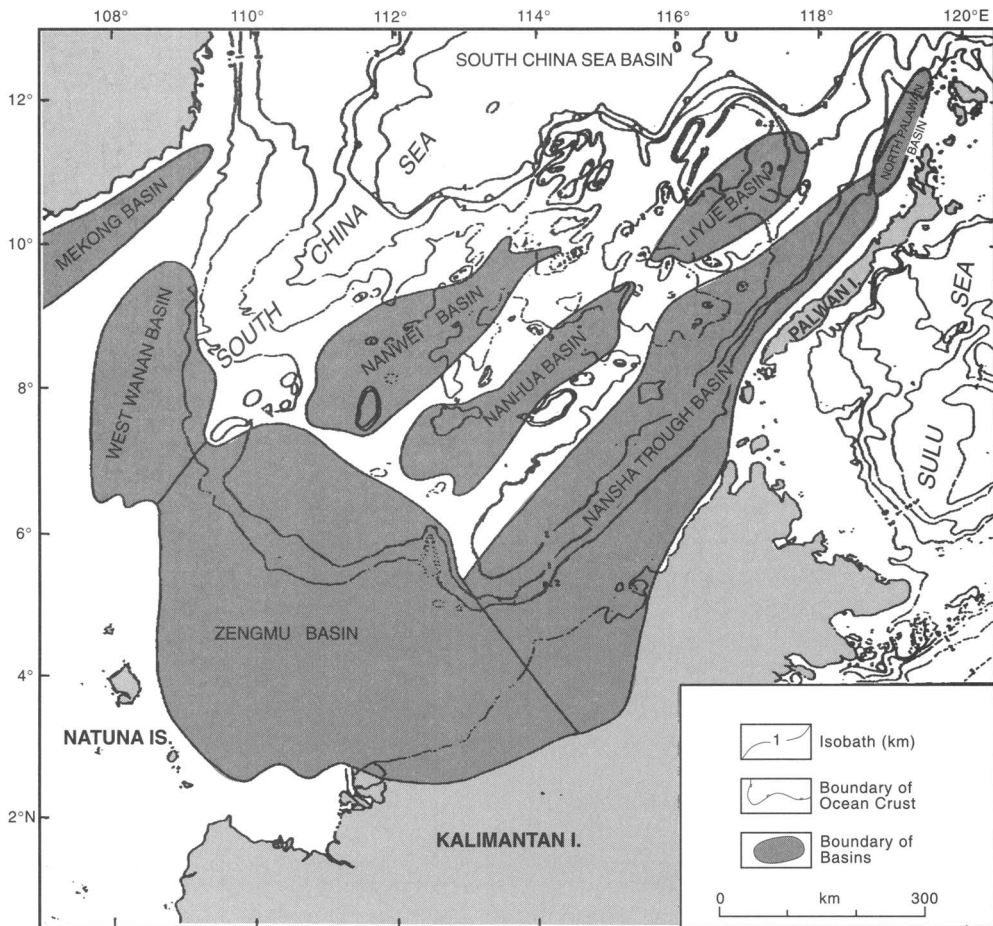 108°
110°
112°
114°
116°
118°
120°E
12°
10°
8°
6°
4°
2°N
SOUTH CHINA SEA BASIN
SOUTH
CHINA
SEA
NORTH PALAWAN
BASIN
MEKONG BASIN
LIYUE BASIN
WEST WANAN BASIN
NANWEI BASIN
NANHUA BASIN
PALWAN I.
SULU
SEA
NANSHA TROUGH BASIN
ZENGMU BASIN
NATUNA IS.
KALIMANTAN I.
1
Isobath (km)
Boundary of
Ocean Crust
Boundary of
Basins
0 km 300